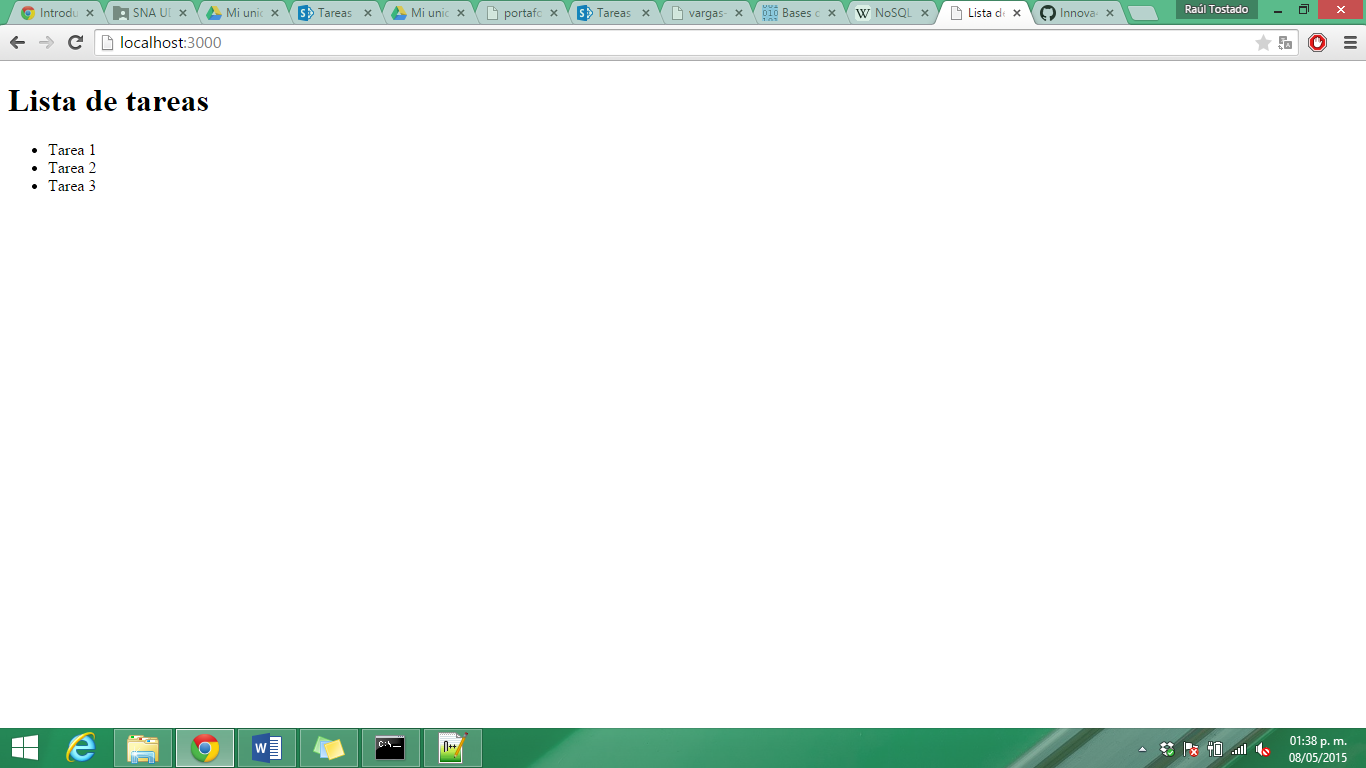 Introdu
SNA UD
Mi unid
Tareas
Mi unid
portafo
Tareas
vargas-
Bases d
NoSQL
Lista de
Innova-
Raúl Tostado
localhost:3000
Lista de tareas
Tarea 1
Tarea 2
Tarea 3
01:38 p. m.
08/05/2015